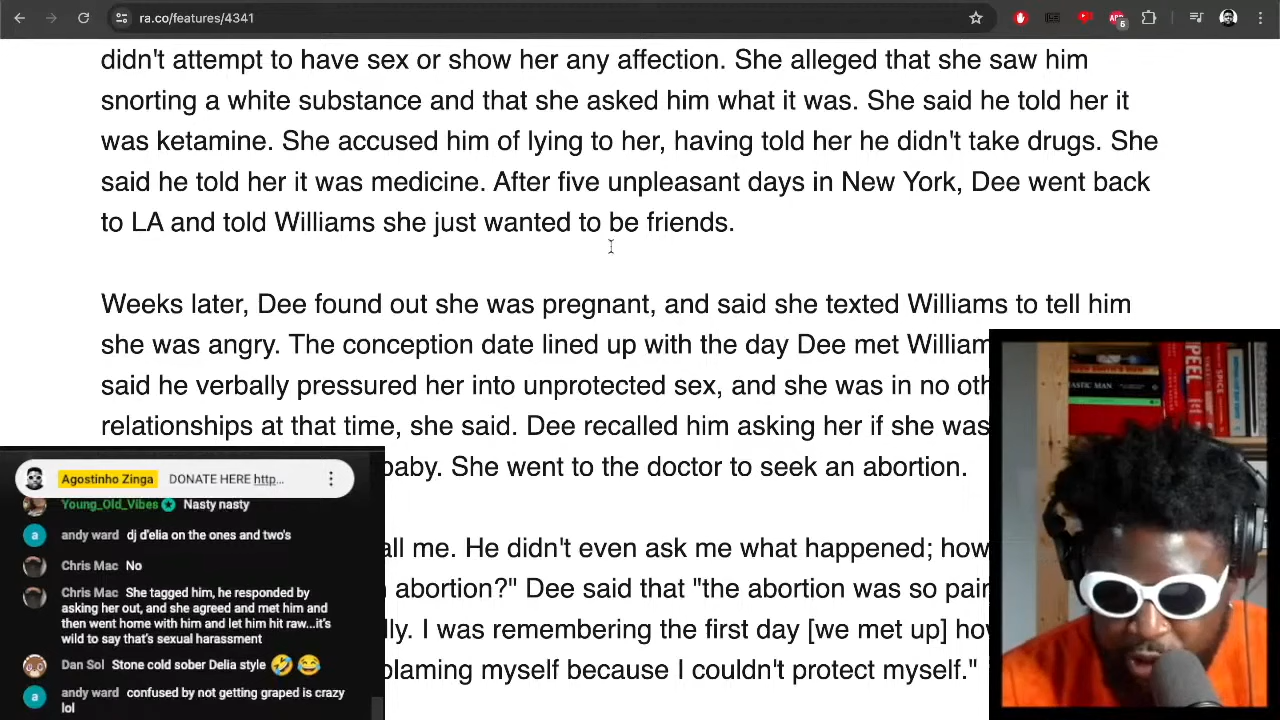 ra.co/features/4341
6
didn't attempt to have sex or show her any affection. She alleged that she saw him
snorting a white substance and that she asked him what it was. She said he told her it
was ketamine. She accused him of lying to her, having told her he didn't take drugs. She
said he told her it was medicine. After five unpleasant days in New York, Dee went back
to LA and told Williams she just wanted to be friends.
Weeks later, Dee found out she was pregnant, and said she texted Williams to tell him
she was angry. The conception date lined up with the day Dee met William
said he verbally pressured her into unprotected sex, and she was in no oth
relationships at that time, she said. Dee recalled him asking her if she was
baby. She went to the doctor to seek an abortion.
all me. He didn't even ask me what happened; how
abortion?" Dee said that "the abortion was so pain
lly. I was remembering the first day [we met up] ho
blaming myself because I couldn't protect myself."
Agostinho Zinga DONATE HERE http...
Young_Old_Vibes Nasty nasty
andy ward dj d'elia on the ones and two's
Chris Mac No
Chris Mac She tagged him, he responded by
asking her out, and she agreed and met him and
then went home with him and let him hit raw...it's
wild to say that's sexual harassment
Dan Sol Stone cold sober Delia style 🤣😂
andy ward confused by not getting graped is crazy
lol
SPICE